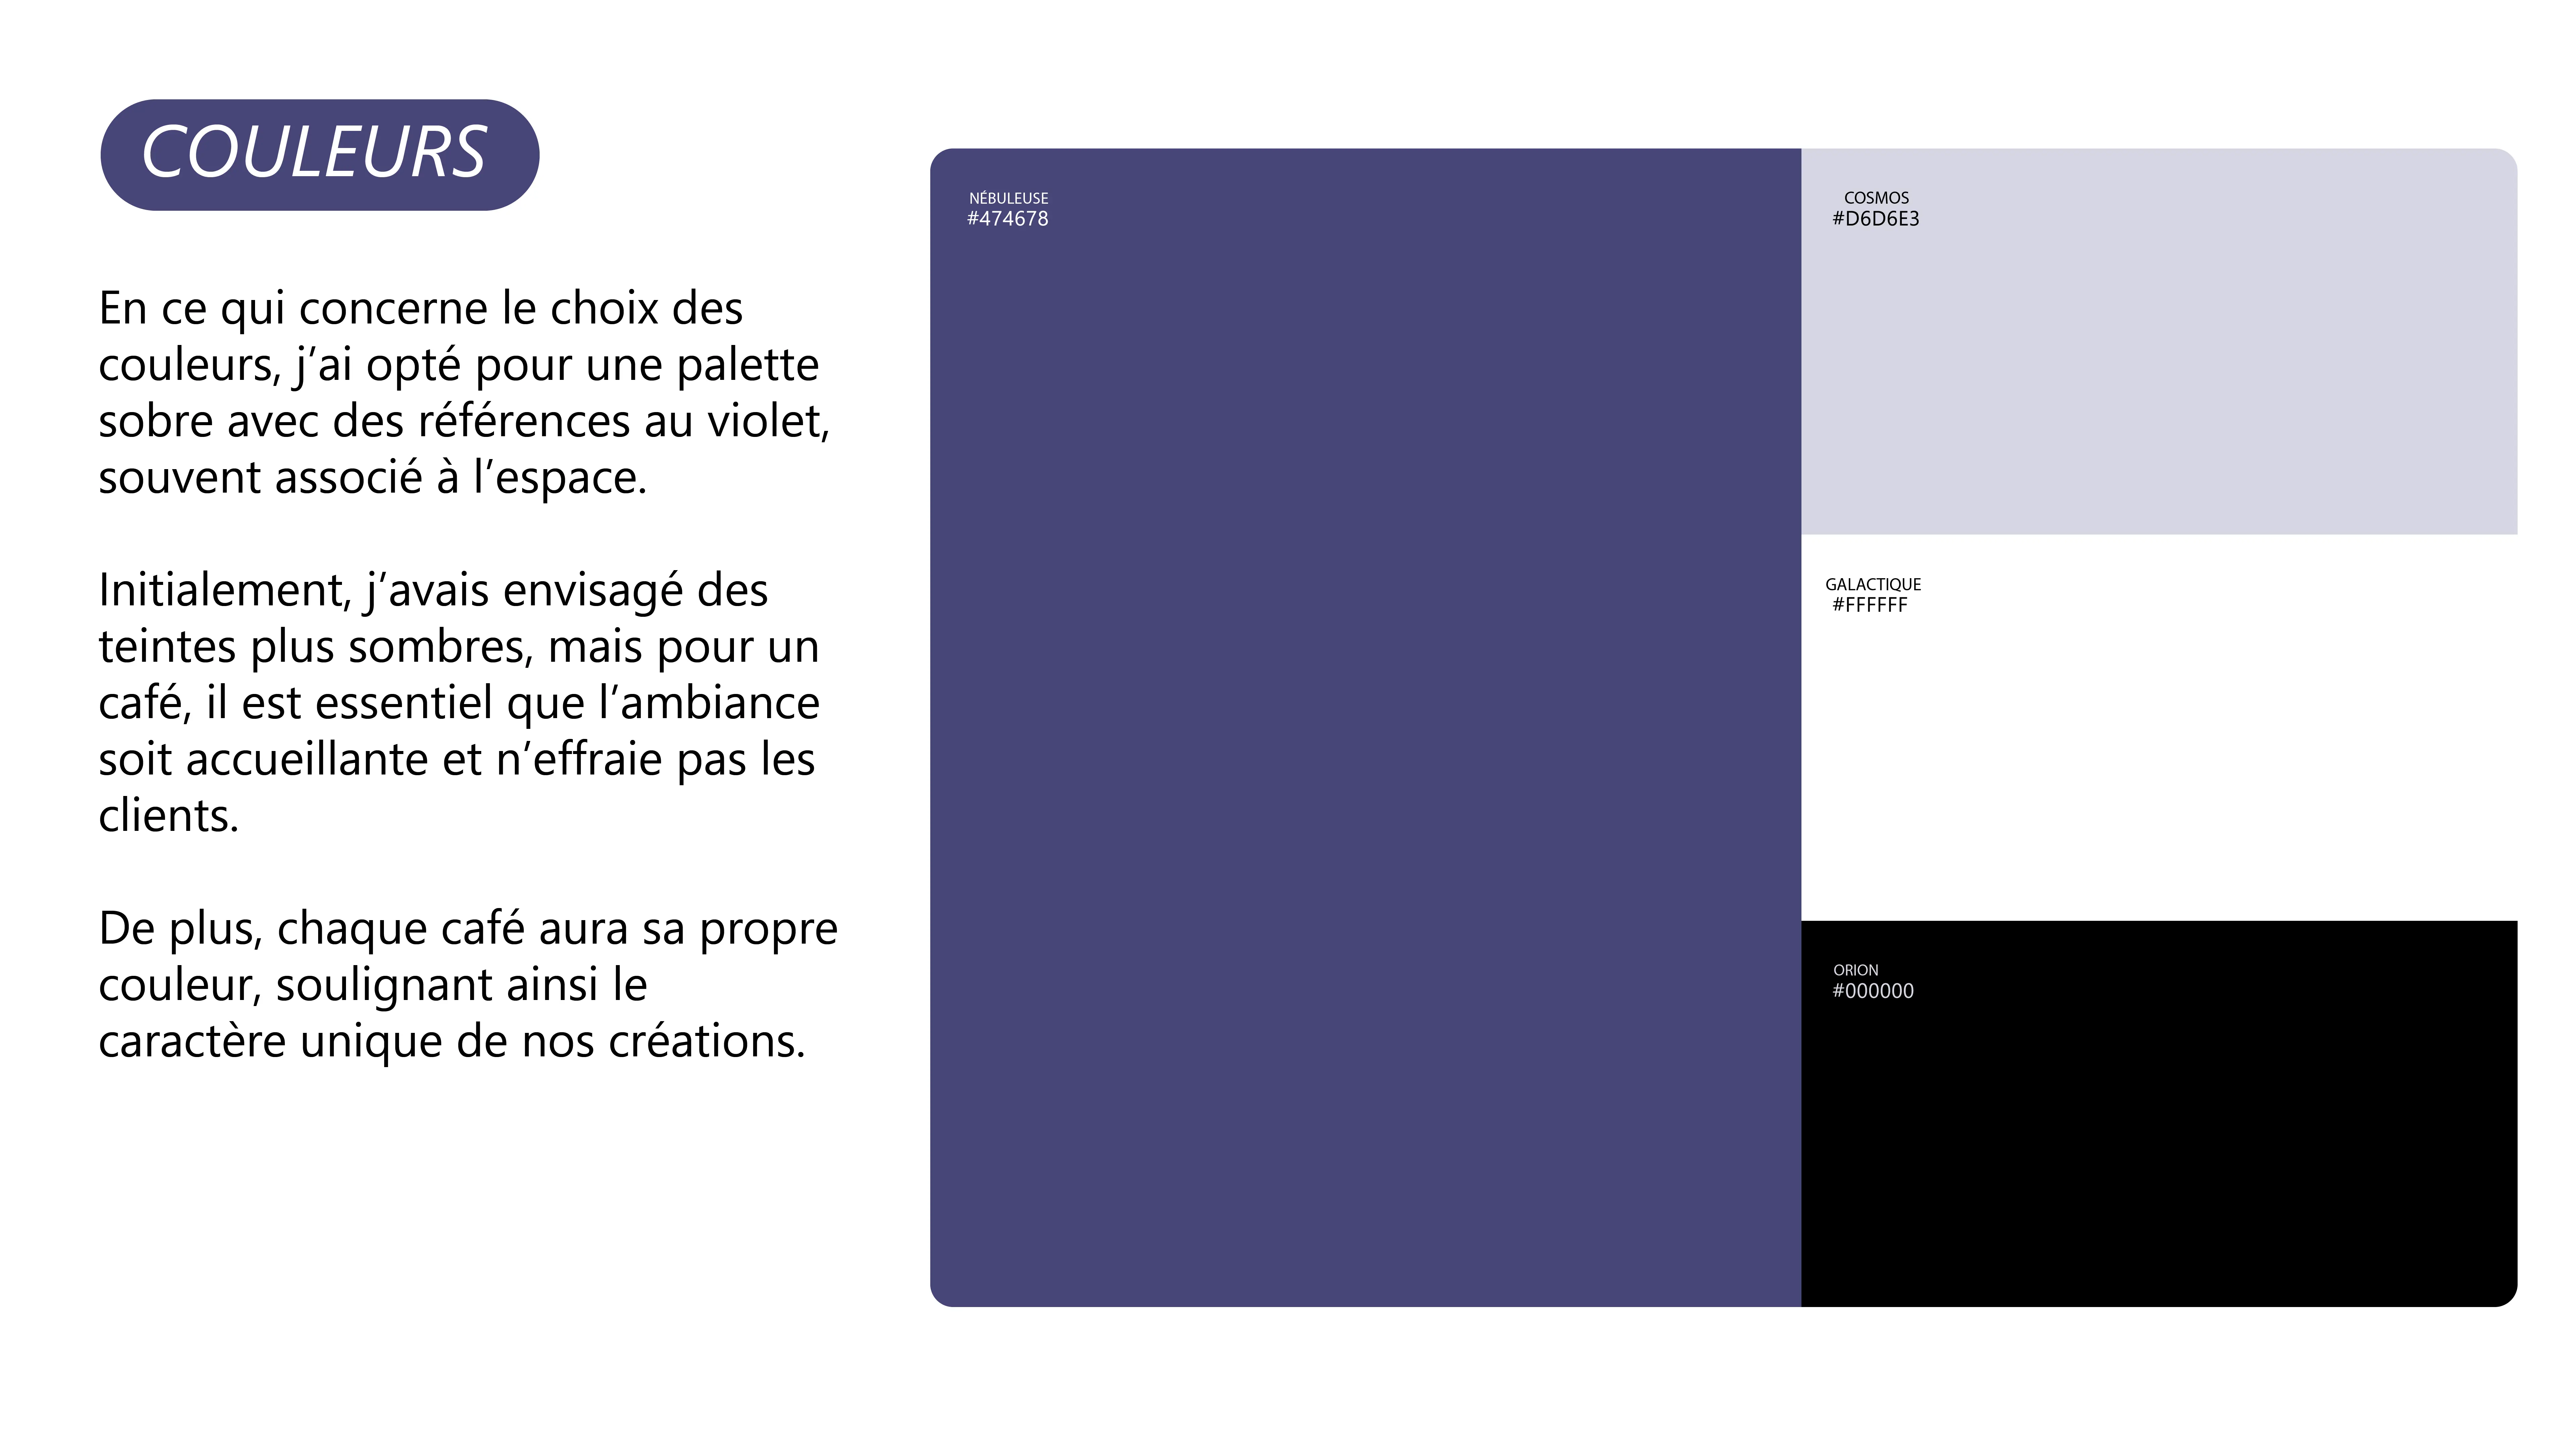 COULEURS
En ce qui concerne le choix des
couleurs, j’ai opté pour une palette
sobre avec des références au violet,
souvent associé à l’espace.
Initialement, j’avais envisagé des
teintes plus sombres, mais pour un
café, il est essentiel que l’ambiance
soit accueillante et n’effraie pas les
clients.
De plus, chaque café aura sa propre
couleur, soulignant ainsi le
caractère unique de nos créations.
NÉBULEUSE
#474678
COSMOS
#D6D6E3
GALACTIQUE
#FFFFFF
ORION
#000000